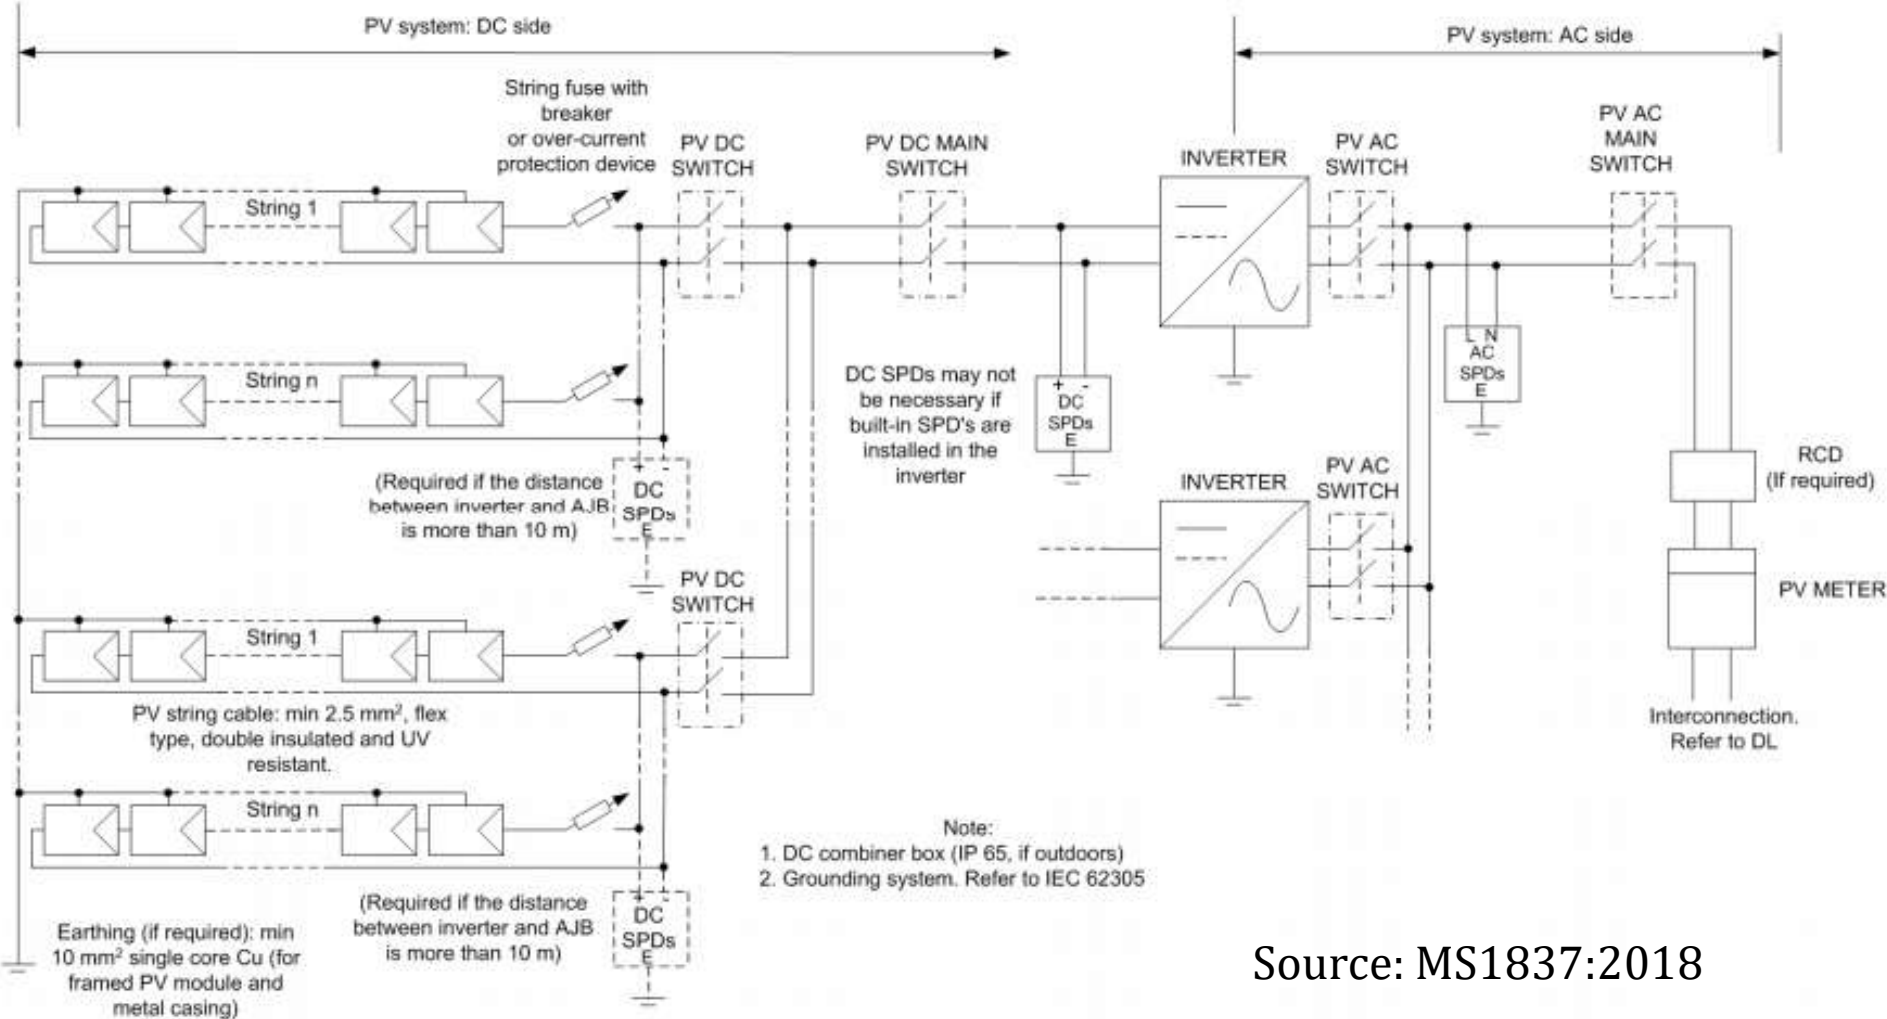 PV system: DC side
PV system: AC side
String fuse with
breaker
or over-current
protection device
PV DC
SWITCH
PV DC MAIN
SWITCH
INVERTER
PV AC
SWITCH
PV AC
MAIN
SWITCH
String 1
String n
(Required if the distance
between inverter and AJB
is more than 10 m)
+ -
DC
SPDs
E
DC SPDs may not
be necessary if
built-in SPD's are
installed in the
inverter
+ -
DC
SPDs
E
L N
AC
SPDs
E
INVERTER
PV AC
SWITCH
RCD
(If required)
PV METER
Interconnection.
Refer to DL
PV DC
SWITCH
String 1
PV string cable: min 2.5 mm², flex
type, double insulated and UV
resistant.
String n
(Required if the distance
between inverter and AJB
is more than 10 m)
+ -
DC
SPDs
E
Earthing (if required): min
10 mm² single core Cu (for
framed PV module and
metal casing)
Note:
1. DC combiner box (IP 65, if outdoors)
2. Grounding system. Refer to IEC 62305
Source: MS1837:2018